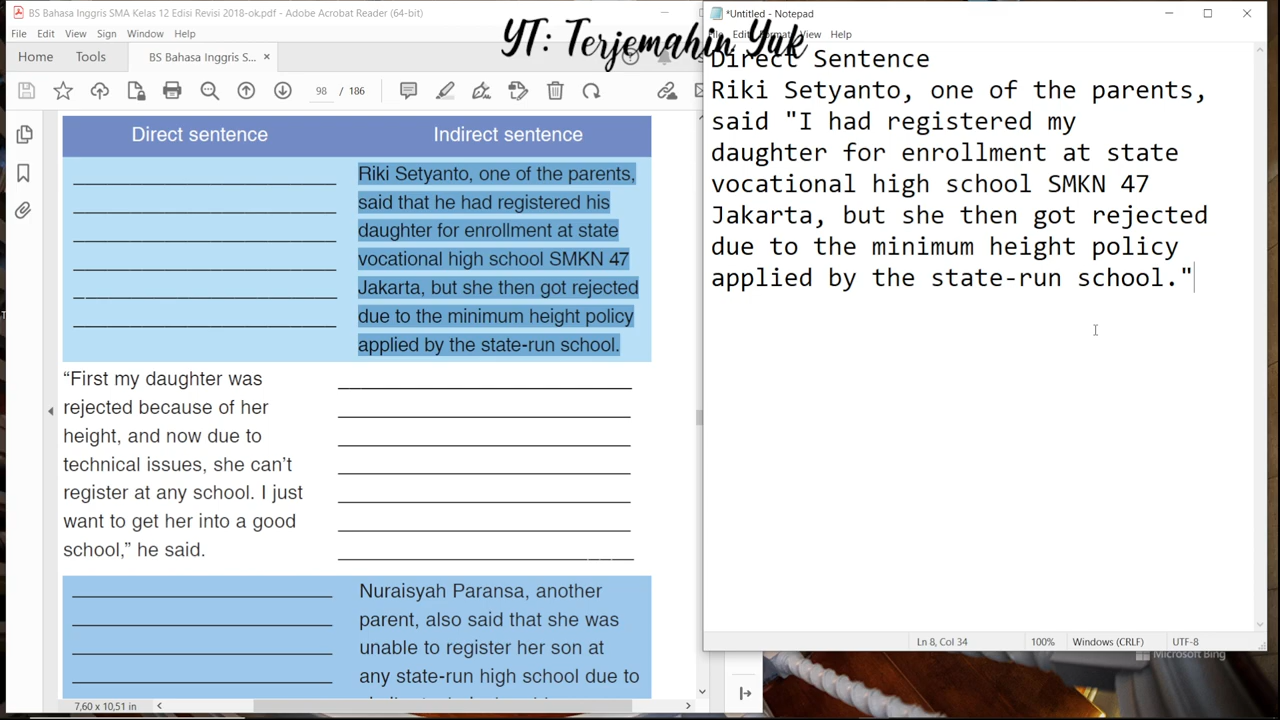 BS Bahasa Inggris SMA Kelas 12 Edisi Revisi 2018-ok.pdf - Adobe Acrobat Reader (64-bit)
File Edit View Sign Window Help
Home Tools BS Bahasa Inggris S... ×
98 / 186
YT: Terjemahin Yuk
Direct sentence Indirect sentence
Riki Setyanto, one of the parents,
said that he had registered his
daughter for enrollment at state
vocational high school SMKN 47
Jakarta, but she then got rejected
due to the minimum height policy
applied by the state-run school.
“First my daughter was
rejected because of her
height, and now due to
technical issues, she can’t
register at any school. I just
want to get her into a good
school,” he said.
Nuraisyah Paransa, another
parent, also said that she was
unable to register her son at
any state-run high school due to
7,60 x 10,51 in
*Untitled - Notepad
File Edit Format View Help
Direct Sentence
Riki Setyanto, one of the parents,
said "I had registered my
daughter for enrollment at state
vocational high school SMKN 47
Jakarta, but she then got rejected
due to the minimum height policy
applied by the state-run school."
Ln 8, Col 34 100% Windows (CRLF) UTF-8
Microsoft Bing